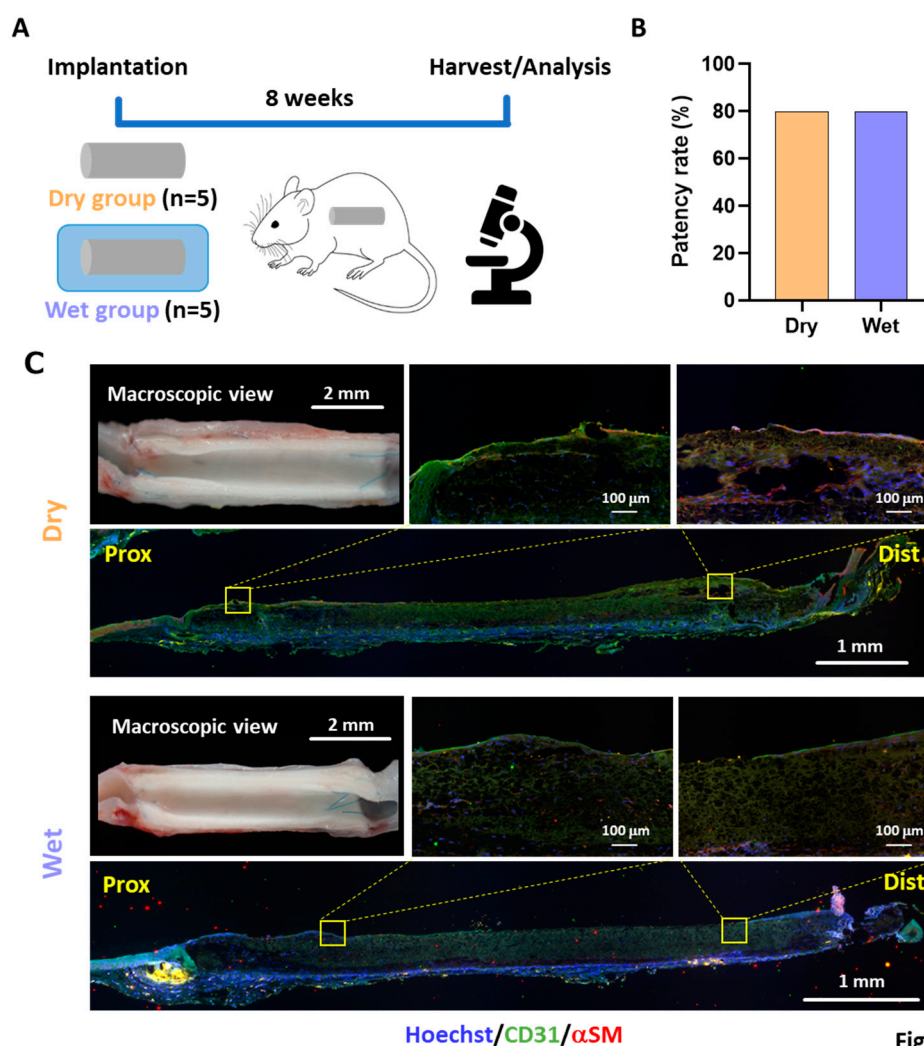 A
Implantation
Harvest/Analysis
8 weeks
Dry group (n=5)
Wet group (n=5)
B
Patency rate (%)
100
80
60
40
20
0
Dry
Wet
C
Dry
Macroscopic view
2 mm
100 µm
100 µm
Prox
Dist
1 mm
Wet
Macroscopic view
2 mm
100 µm
100 µm
Prox
Dist
1 mm
Hoechst/CD31/αSM
Fig